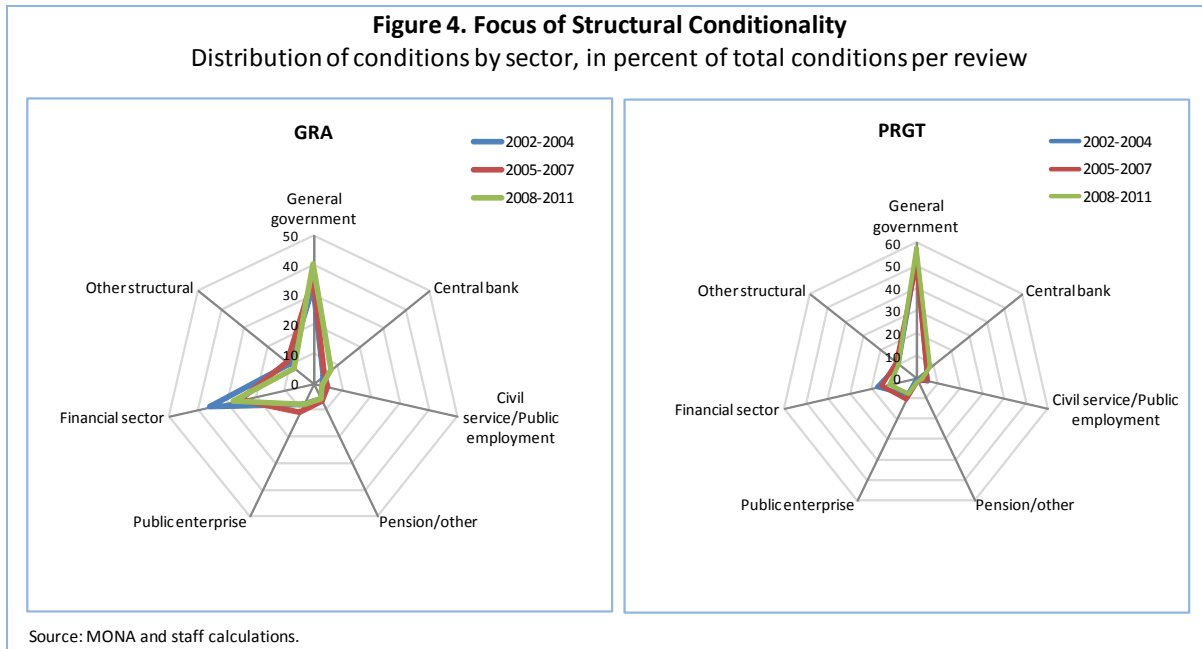 Figure 4. Focus of Structural Conditionality
Distribution of conditions by sector, in percent of total conditions per review
GRA
2002-2004
2005-2007
2008-2011
General
government
50
40
30
20
10
0
Central bank
Civil
service/Public
employment
Pension/other
Public enterprise
Financial sector
Other structural
PRGT
2002-2004
2005-2007
2008-2011
General
government
60
50
40
30
20
10
0
Central bank
Civil service/Public
employment
Pension/other
Public enterprise
Financial sector
Other structural
Source: MONA and staff calculations.